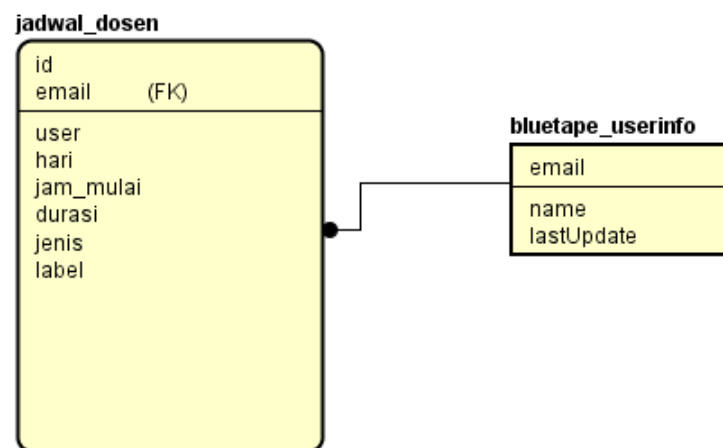 jadwal_dosen
id
email (FK)
user
hari
jam_mulai
durasi
jenis
label
bluetape_userinfo
email
name
lastUpdate